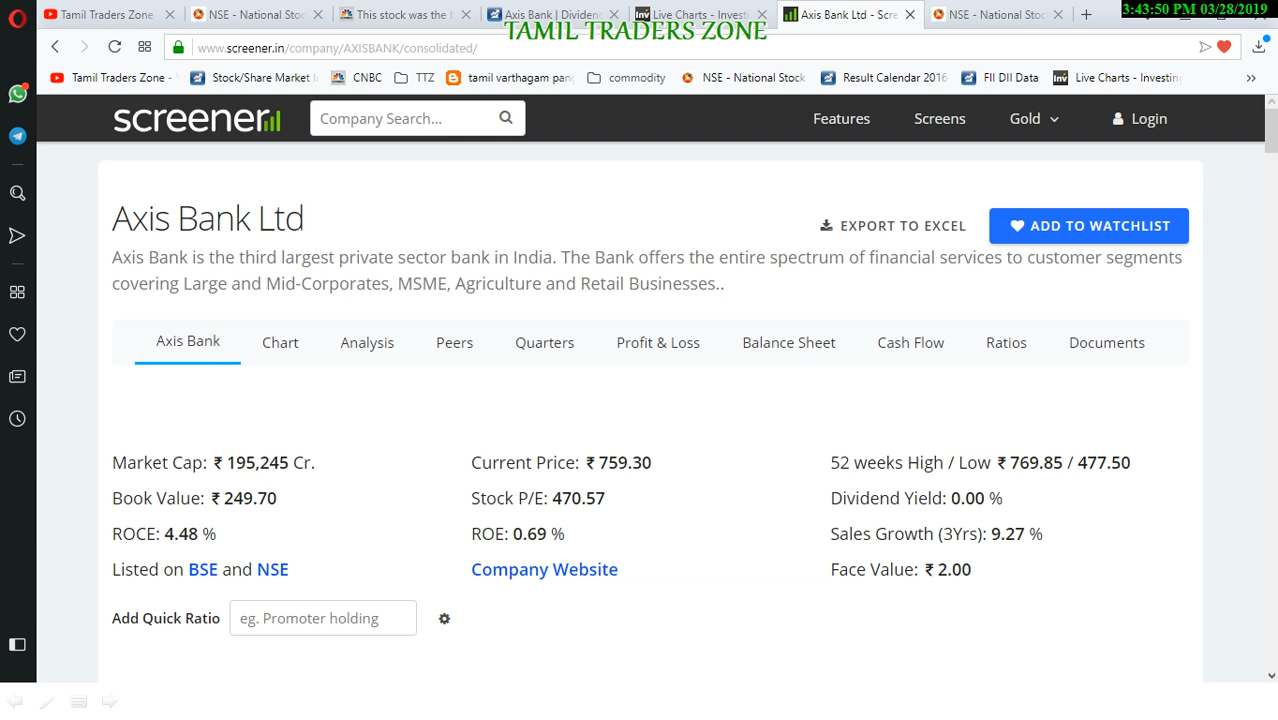 Tamil Traders Zone
NSE - National Stoc
This stock was the
Axis Bank | Dividen
Live Charts - Investi
Axis Bank Ltd - Scre
NSE - National Stoc
3:43:50 PM 03/28/2019
TAMIL TRADERS ZONE
www.screener.in/company/AXISBANK/consolidated/
Tamil Traders Zone -
Stock/Share Market I
CNBC
TTZ
tamil varthagam pang
commodity
NSE - National Stock
Result Calendar 2016
FII DII Data
Live Charts - Investing
screener
Company Search...
Features
Screens
Gold
Login
Axis Bank Ltd
EXPORT TO EXCEL
ADD TO WATCHLIST
Axis Bank is the third largest private sector bank in India. The Bank offers the entire spectrum of financial services to customer segments
covering Large and Mid-Corporates, MSME, Agriculture and Retail Businesses..
Axis Bank
Chart
Analysis
Peers
Quarters
Profit & Loss
Balance Sheet
Cash Flow
Ratios
Documents
Market Cap: ₹ 195,245 Cr.
Current Price: ₹ 759.30
52 weeks High / Low ₹ 769.85 / 477.50
Book Value: ₹ 249.70
Stock P/E: 470.57
Dividend Yield: 0.00 %
ROCE: 4.48 %
ROE: 0.69 %
Sales Growth (3Yrs): 9.27 %
Listed on BSE and NSE
Company Website
Face Value: ₹ 2.00
Add Quick Ratio
eg. Promoter holding